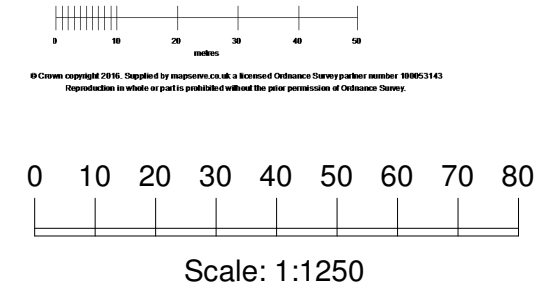 0 10 20 30 40 50
metres
© Crown copyright 2016. Supplied by mapserve.co.uk a licensed Ordnance Survey partner number 100053143
Reproduction in whole or part is prohibited without the prior permission of Ordnance Survey.
0 10 20 30 40 50 60 70 80
Scale: 1:1250